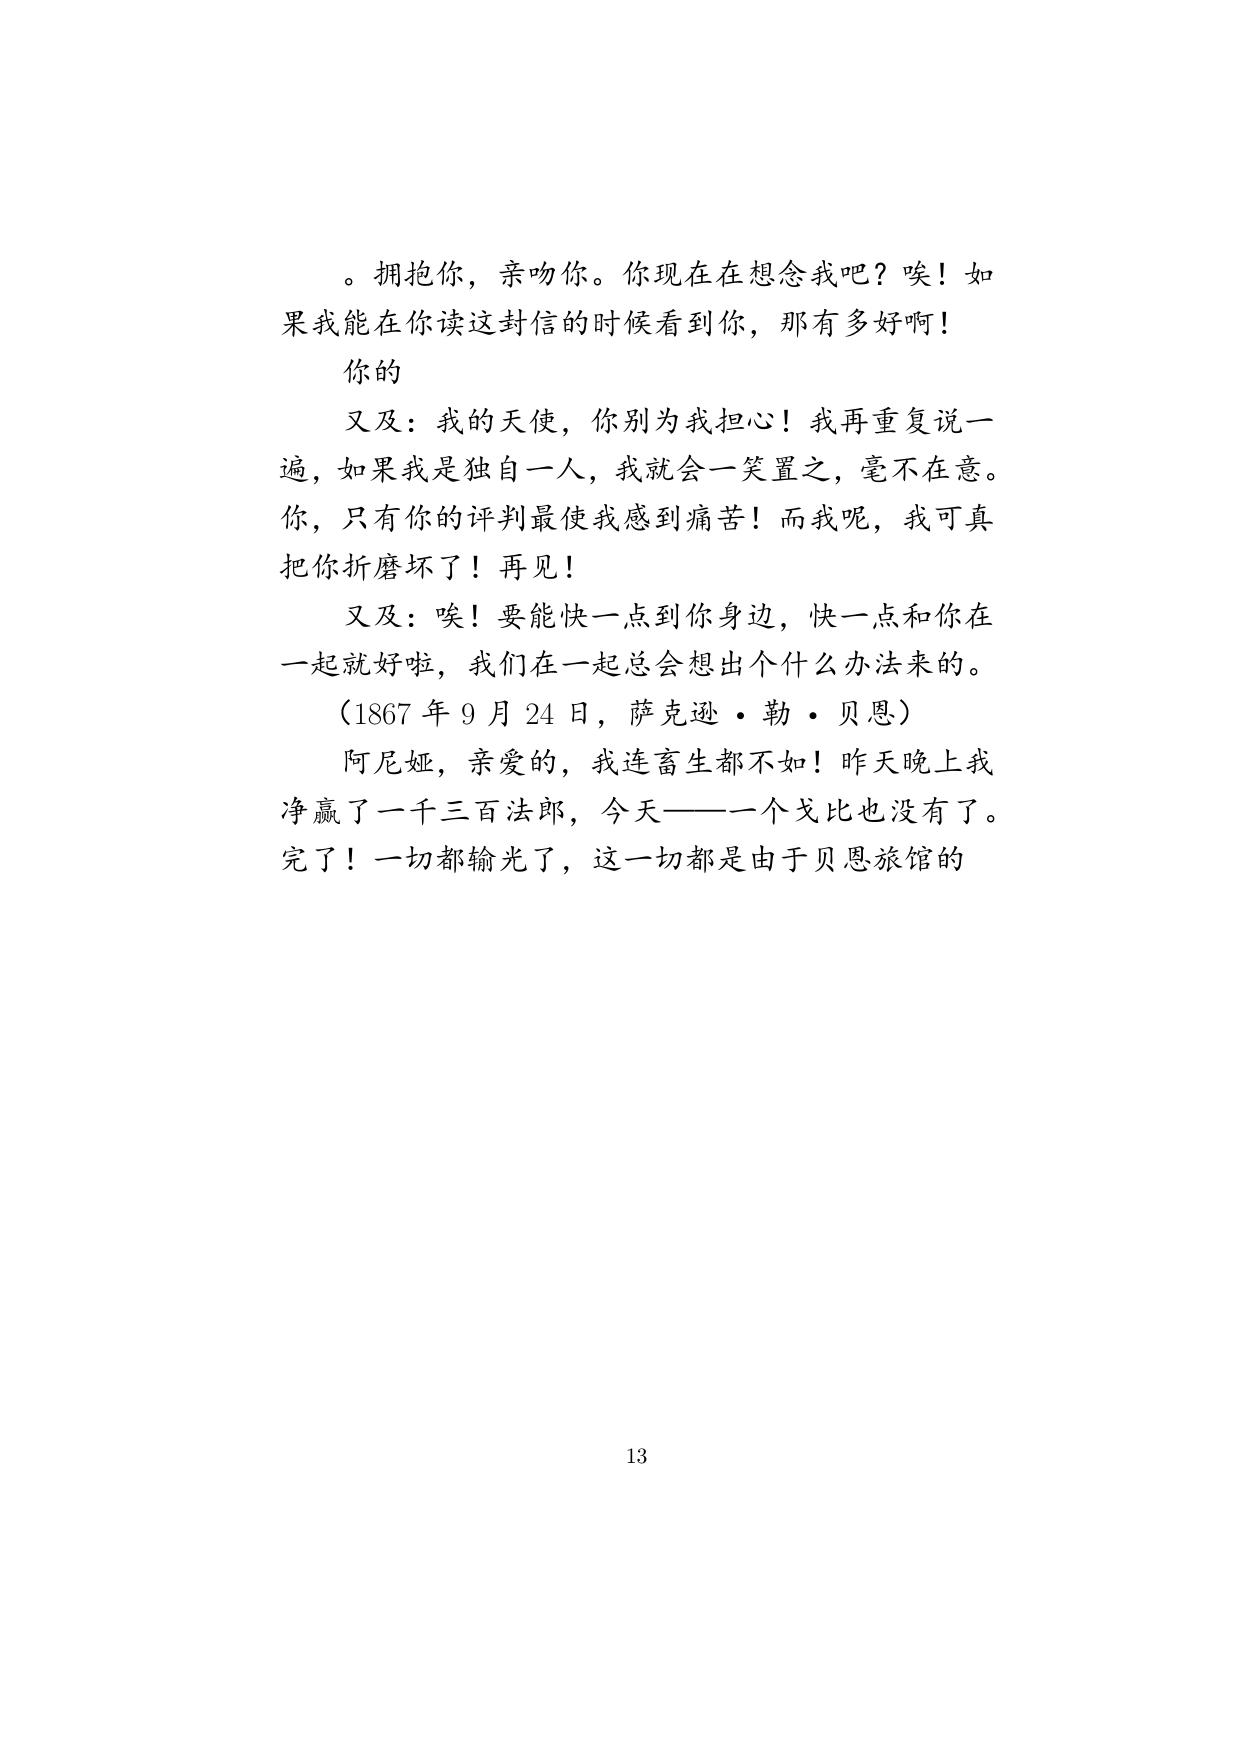 。拥抱你，亲吻你。你现在在想念我吧？唉！如
果我能在你读这封信的时候看到你，那有多好啊！
你的
又及：我的天使，你别为我担心！我再重复说一
遍，如果我是独自一人，我就会一笑置之，毫不在意。
你，只有你的评判最使我感到痛苦！而我呢，我可真
把你折磨坏了！再见！
又及：唉！要能快一点到你身边，快一点和你在
一起就好啦，我们在一起总会想出个什么办法来的。
（1867 年 9 月 24 日，萨克逊·勒·贝恩）
阿尼娅，亲爱的，我连畜生都不如！昨天晚上我
净赢了一千三百法郎，今天——一个戈比也没有了。
完了！一切都输光了，这一切都是由于贝恩旅馆的
13